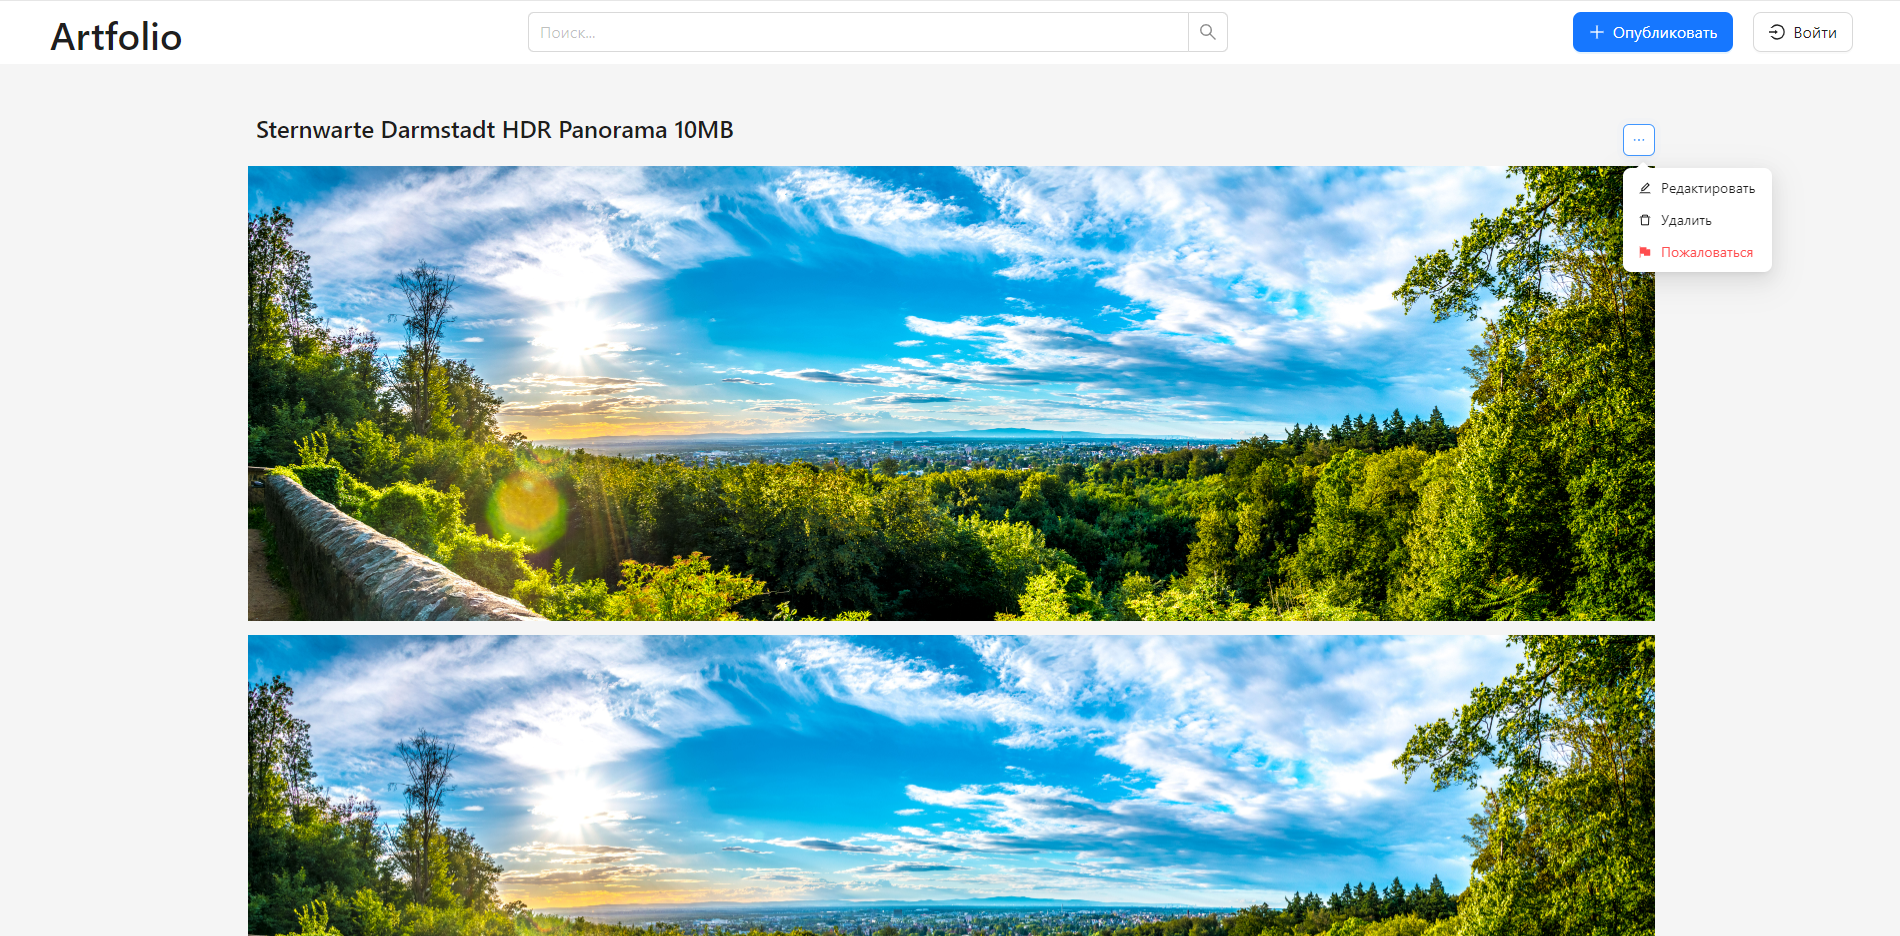 Artfolio
Поиск...
Опубликовать
Войти
Sternwarte Darmstadt HDR Panorama 10MB
...
Редактировать
Удалить
Пожаловаться